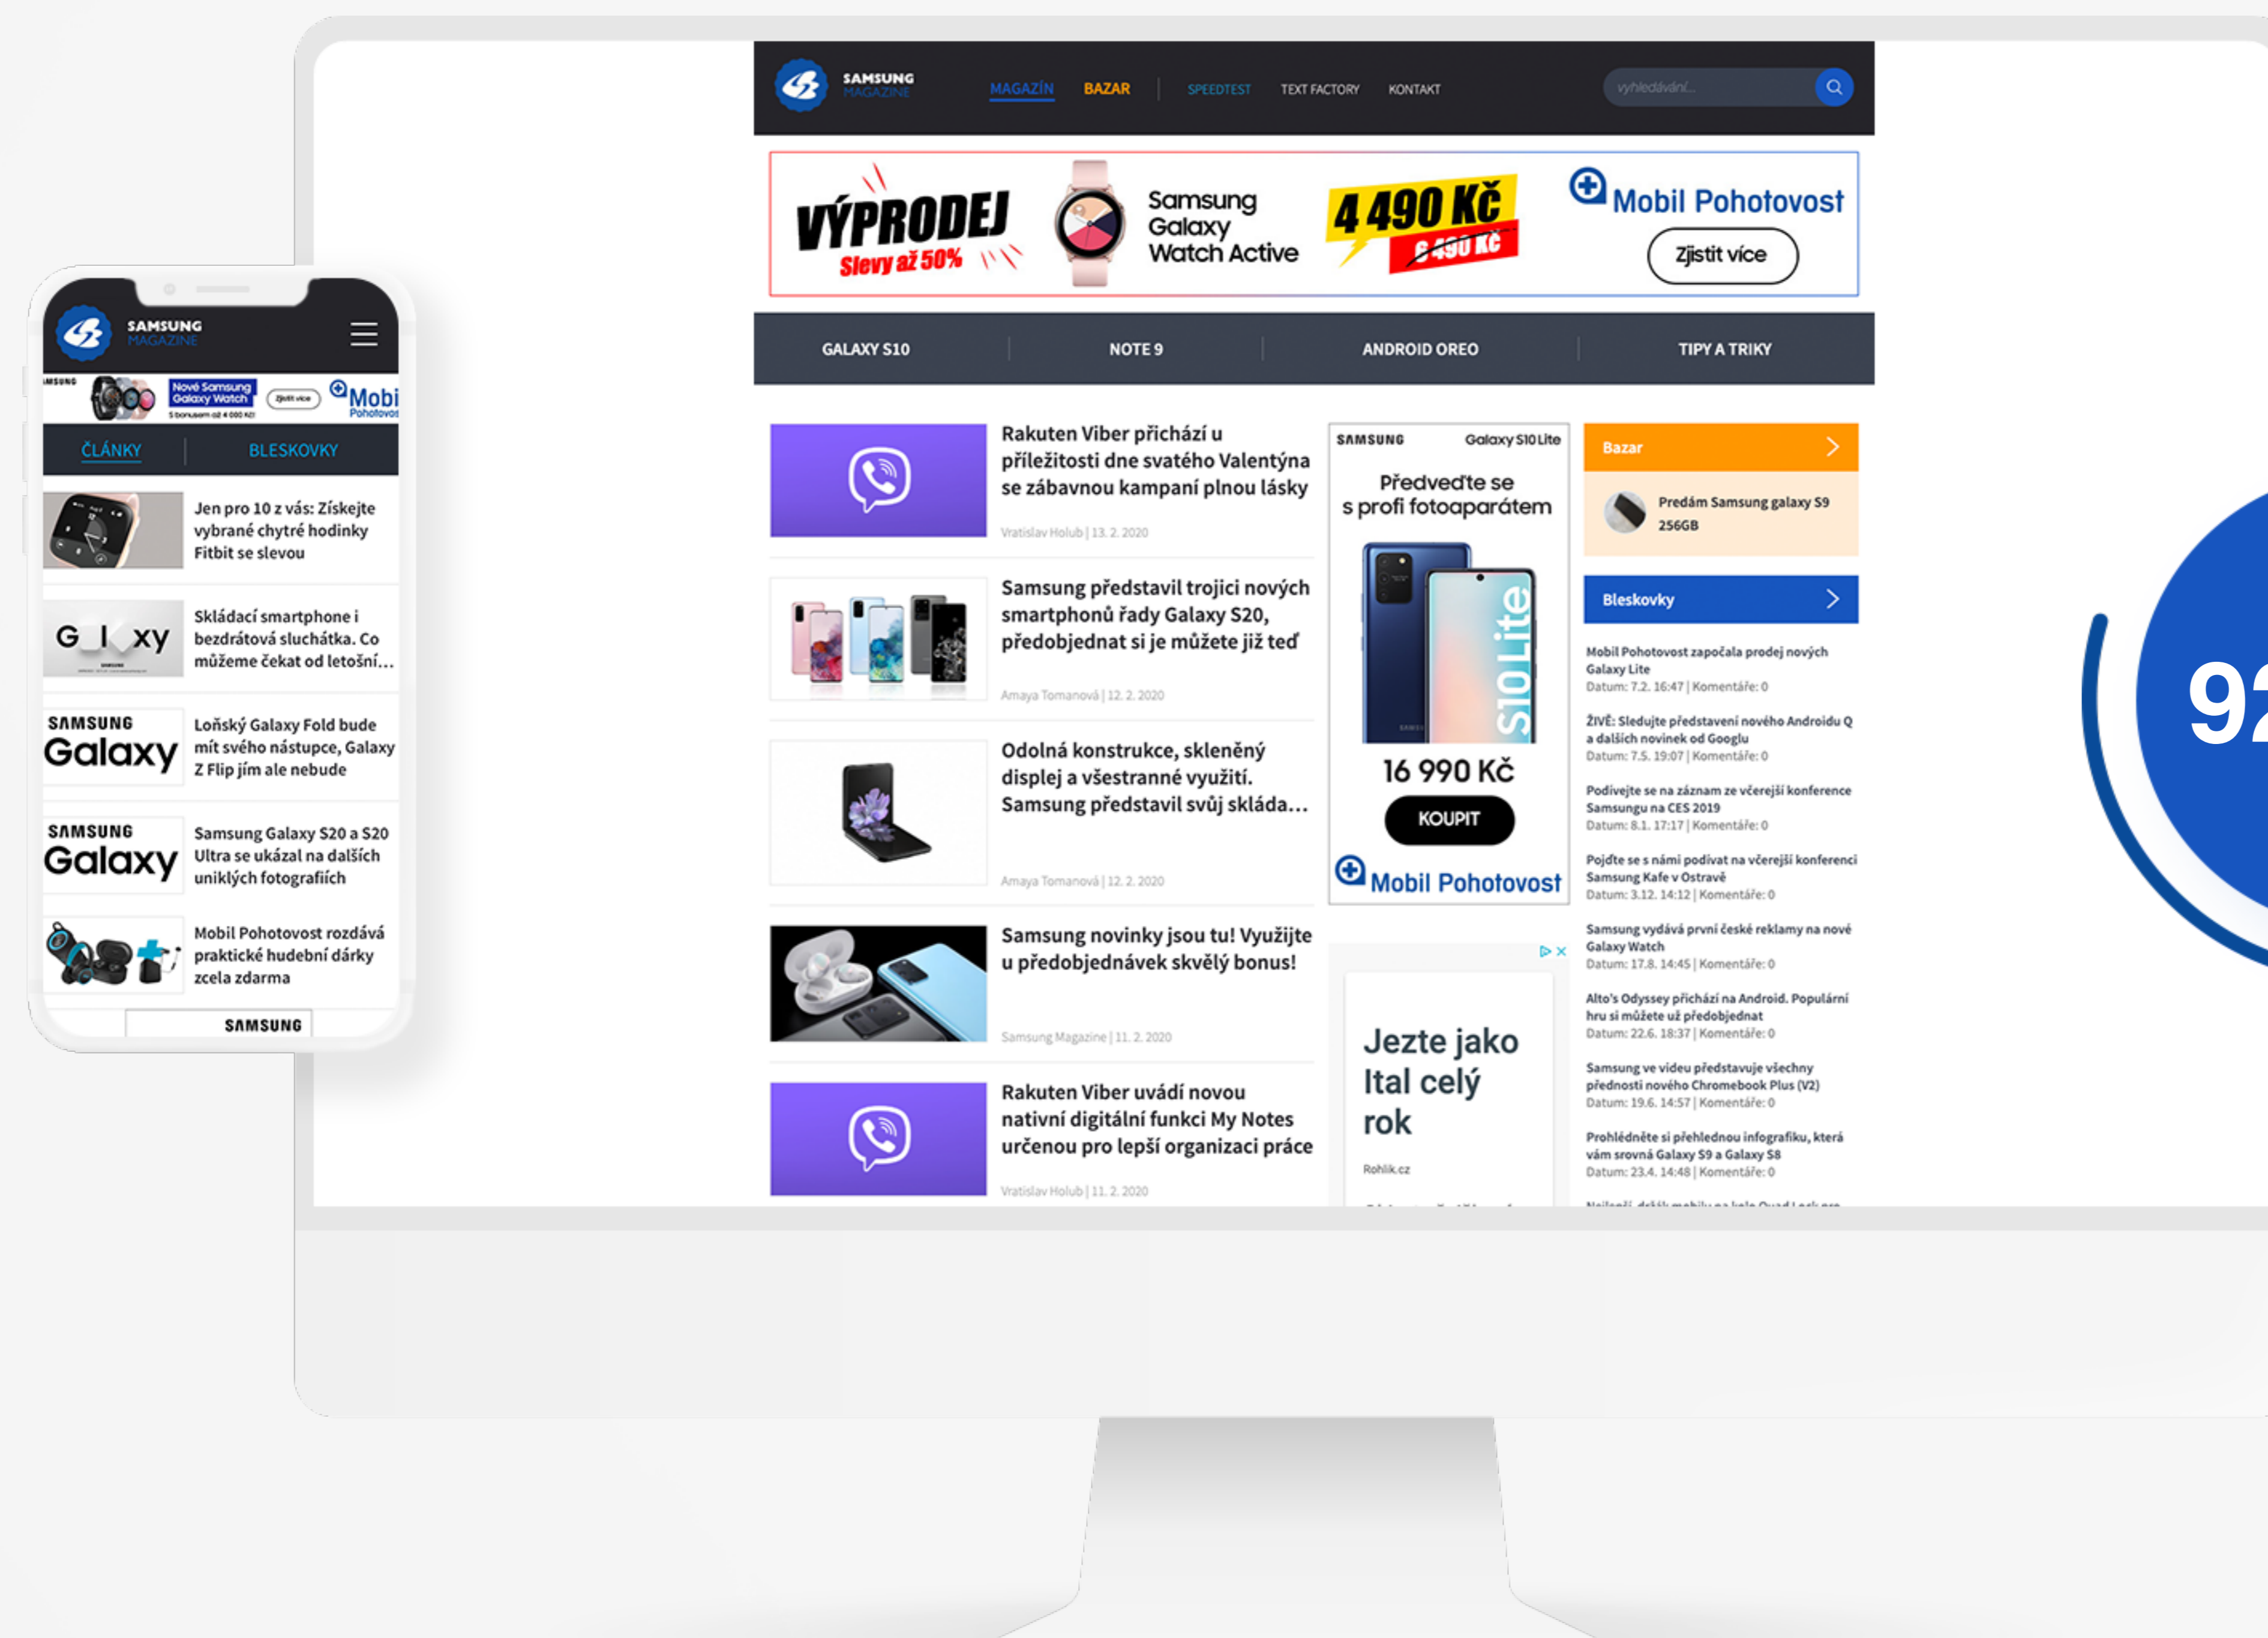 SAMSUNG
MAGAZINE
MAGAZÍN
BAZAR
SPEEDTEST
TEXT FACTORY
KONTAKT
vyhledávání...
VÝPRODEJ
Slevy až 50%
Samsung
Galaxy
Watch Active
4 490 Kč
6 490 Kč
Mobil Pohotovost
Zjistit více
GALAXY S10
NOTE 9
ANDROID OREO
TIPY A TRIKY
Rakuten Viber přichází u
příležitosti dne svatého Valentýna
se zábavnou kampaní plnou lásky
Vratislav Holub | 13. 2. 2020
Samsung představil trojici nových
smartphonů řady Galaxy S20,
předobjednat si je můžete již teď
Amaya Tomanová | 12. 2. 2020
Odolná konstrukce, skleněný
displej a všestranné využití.
Samsung představil svůj skláda...
Amaya Tomanová | 12. 2. 2020
Samsung novinky jsou tu! Využijte
u předobjednávek skvělý bonus!
Samsung Magazine | 11. 2. 2020
Rakuten Viber uvádí novou
nativní digitální funkci My Notes
určenou pro lepší organizaci práce
Vratislav Holub | 11. 2. 2020
SAMSUNG
Galaxy S10 Lite
Předveďte se
s profi fotoaparátem
S10Lite
16 990 Kč
KOUPIT
Mobil Pohotovost
Jezte jako
Ital celý
rok
Rohlik.cz
Bazar
Predám Samsung galaxy S9
256GB
Bleskovky
Mobil Pohotovost započala prodej nových
Galaxy Lite
Datum: 7.2. 16:47 | Komentáře: 0
ŽIVĚ: Sledujte představení nového Androidu Q
a dalších novinek od Googlu
Datum: 7.5. 19:07 | Komentáře: 0
Podívejte se na záznam ze včerejší konference
Samsungu na CES 2019
Datum: 8.1. 17:17 | Komentáře: 0
Pojďte se s námi podívat na včerejší konferenci
Samsung Kafe v Ostravě
Datum: 3.12. 14:12 | Komentáře: 0
Samsung vydává první české reklamy na nové
Galaxy Watch
Datum: 17.8. 14:45 | Komentáře: 0
Alto's Odyssey přichází na Android. Populární
hru si můžete už předobjednat
Datum: 22.6. 18:37 | Komentáře: 0
Samsung ve videu představuje všechny
přednosti nového Chromebook Plus (V2)
Datum: 19.6. 14:57 | Komentáře: 0
Prohlédněte si přehlednou infografiku, která
vám srovná Galaxy S9 a Galaxy S8
Datum: 23.4. 14:48 | Komentáře: 0
92
SAMSUNG
MAGAZINE
Nové Samsung
Galaxy Watch
S bonusem až 4 000 Kč!
Zjistit více
Mobi
Pohotovos
ČLÁNKY
BLESKOVKY
Jen pro 10 z vás: Získejte
vybrané chytré hodinky
Fitbit se slevou
G l xy
Skládací smartphone i
bezdrátová sluchátka. Co
můžeme čekat od letošní...
SAMSUNG
Galaxy
Loňský Galaxy Fold bude
mít svého nástupce, Galaxy
Z Flip jím ale nebude
SAMSUNG
Galaxy
Samsung Galaxy S20 a S20
Ultra se ukázal na dalších
uniklých fotografiích
Mobil Pohotovost rozdává
praktické hudební dárky
zcela zdarma
SAMSUNG